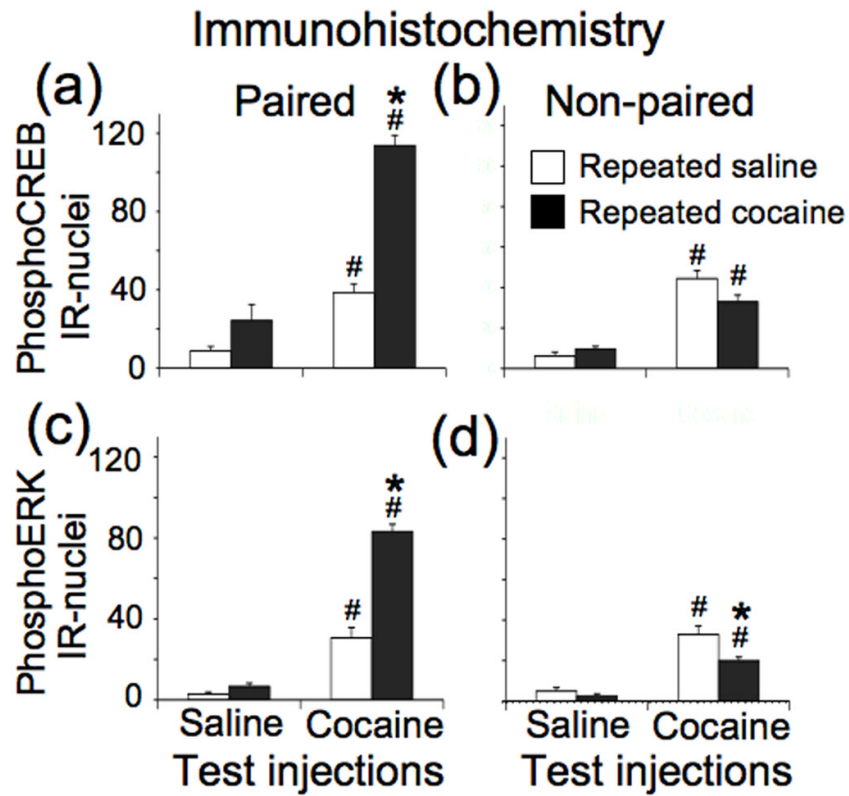 Immunohistochemistry
(a)
Paired
(b)
Non-paired
PhosphoCREB
IR-nuclei
120
80
40
0
*
#
#
Repeated saline
Repeated cocaine
#
#
(c)
(d)
PhosphoERK
IR-nuclei
120
80
40
0
*
#
#
#
*
#
Saline
Cocaine
Saline
Cocaine
Test injections
Test injections